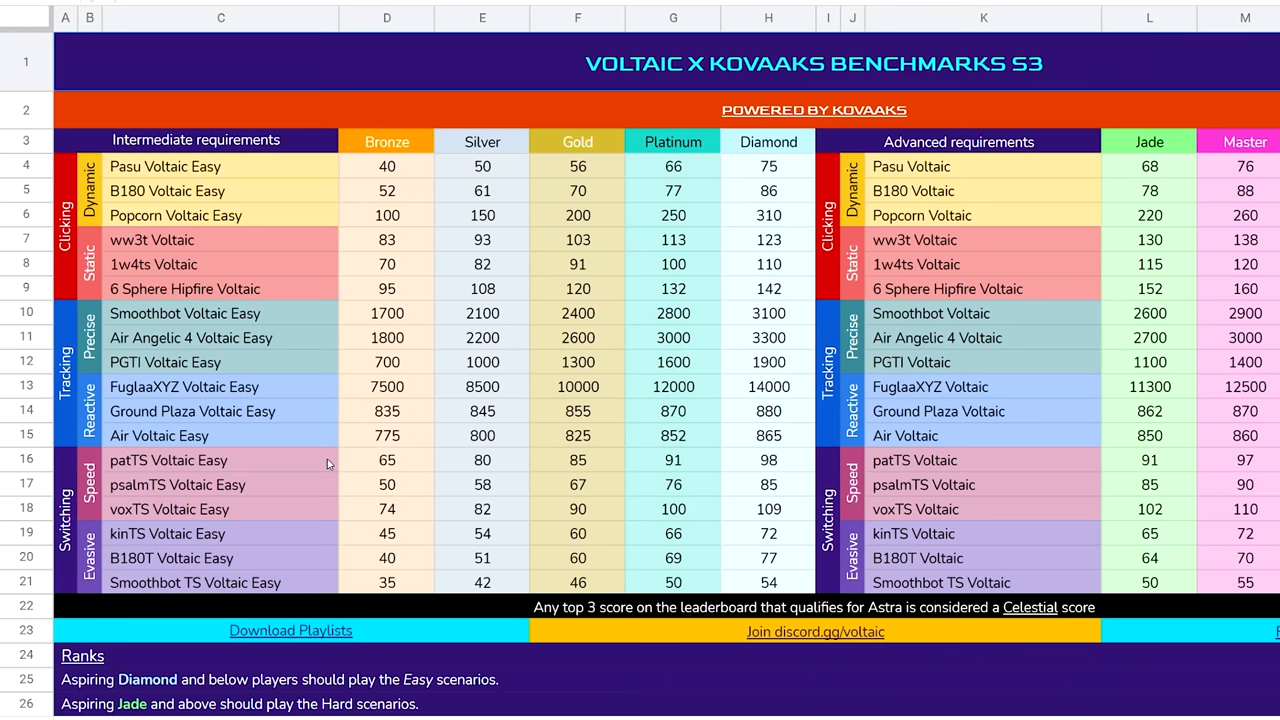 A B C D E F G H I J K L M
1 VOLTAIC X KOVAAKS BENCHMARKS S3
2 POWERED BY KOVAAKS
3 Intermediate requirements Bronze Silver Gold Platinum Diamond Advanced requirements Jade Master
Clicking Dynamic Clicking Dynamic
4 Pasu Voltaic Easy 40 50 56 66 75 Pasu Voltaic 68 76
5 B180 Voltaic Easy 52 61 70 77 86 B180 Voltaic 78 88
6 Popcorn Voltaic Easy 100 150 200 250 310 Popcorn Voltaic 220 260
Static Static
7 ww3t Voltaic 83 93 103 113 123 ww3t Voltaic 130 138
8 1w4ts Voltaic 70 82 91 100 110 1w4ts Voltaic 115 120
9 6 Sphere Hipfire Voltaic 95 108 120 132 142 6 Sphere Hipfire Voltaic 152 160
Tracking Precise Tracking Precise
10 Smoothbot Voltaic Easy 1700 2100 2400 2800 3100 Smoothbot Voltaic 2600 2900
11 Air Angelic 4 Voltaic Easy 1800 2200 2600 3000 3300 Air Angelic 4 Voltaic 2700 3000
12 PGTI Voltaic Easy 700 1000 1300 1600 1900 PGTI Voltaic 1100 1400
Reactive Reactive
13 FuglaaXYZ Voltaic Easy 7500 8500 10000 12000 14000 FuglaaXYZ Voltaic 11300 12500
14 Ground Plaza Voltaic Easy 835 845 855 870 880 Ground Plaza Voltaic 862 870
15 Air Voltaic Easy 775 800 825 852 865 Air Voltaic 850 860
Switching Speed Switching Speed
16 patTS Voltaic Easy 65 80 85 91 98 patTS Voltaic 91 97
17 psalmTS Voltaic Easy 50 58 67 76 85 psalmTS Voltaic 85 90
18 voxTS Voltaic Easy 74 82 90 100 109 voxTS Voltaic 102 110
Evasive Evasive
19 kinTS Voltaic Easy 45 54 60 66 72 kinTS Voltaic 65 72
20 B180T Voltaic Easy 40 51 60 69 77 B180T Voltaic 64 70
21 Smoothbot TS Voltaic Easy 35 42 46 50 54 Smoothbot TS Voltaic 50 55
22 Any top 3 score on the leaderboard that qualifies for Astra is considered a Celestial score
23 Download Playlists Join discord.gg/voltaic
24 Ranks
25 Aspiring Diamond and below players should play the Easy scenarios.
26 Aspiring Jade and above should play the Hard scenarios.